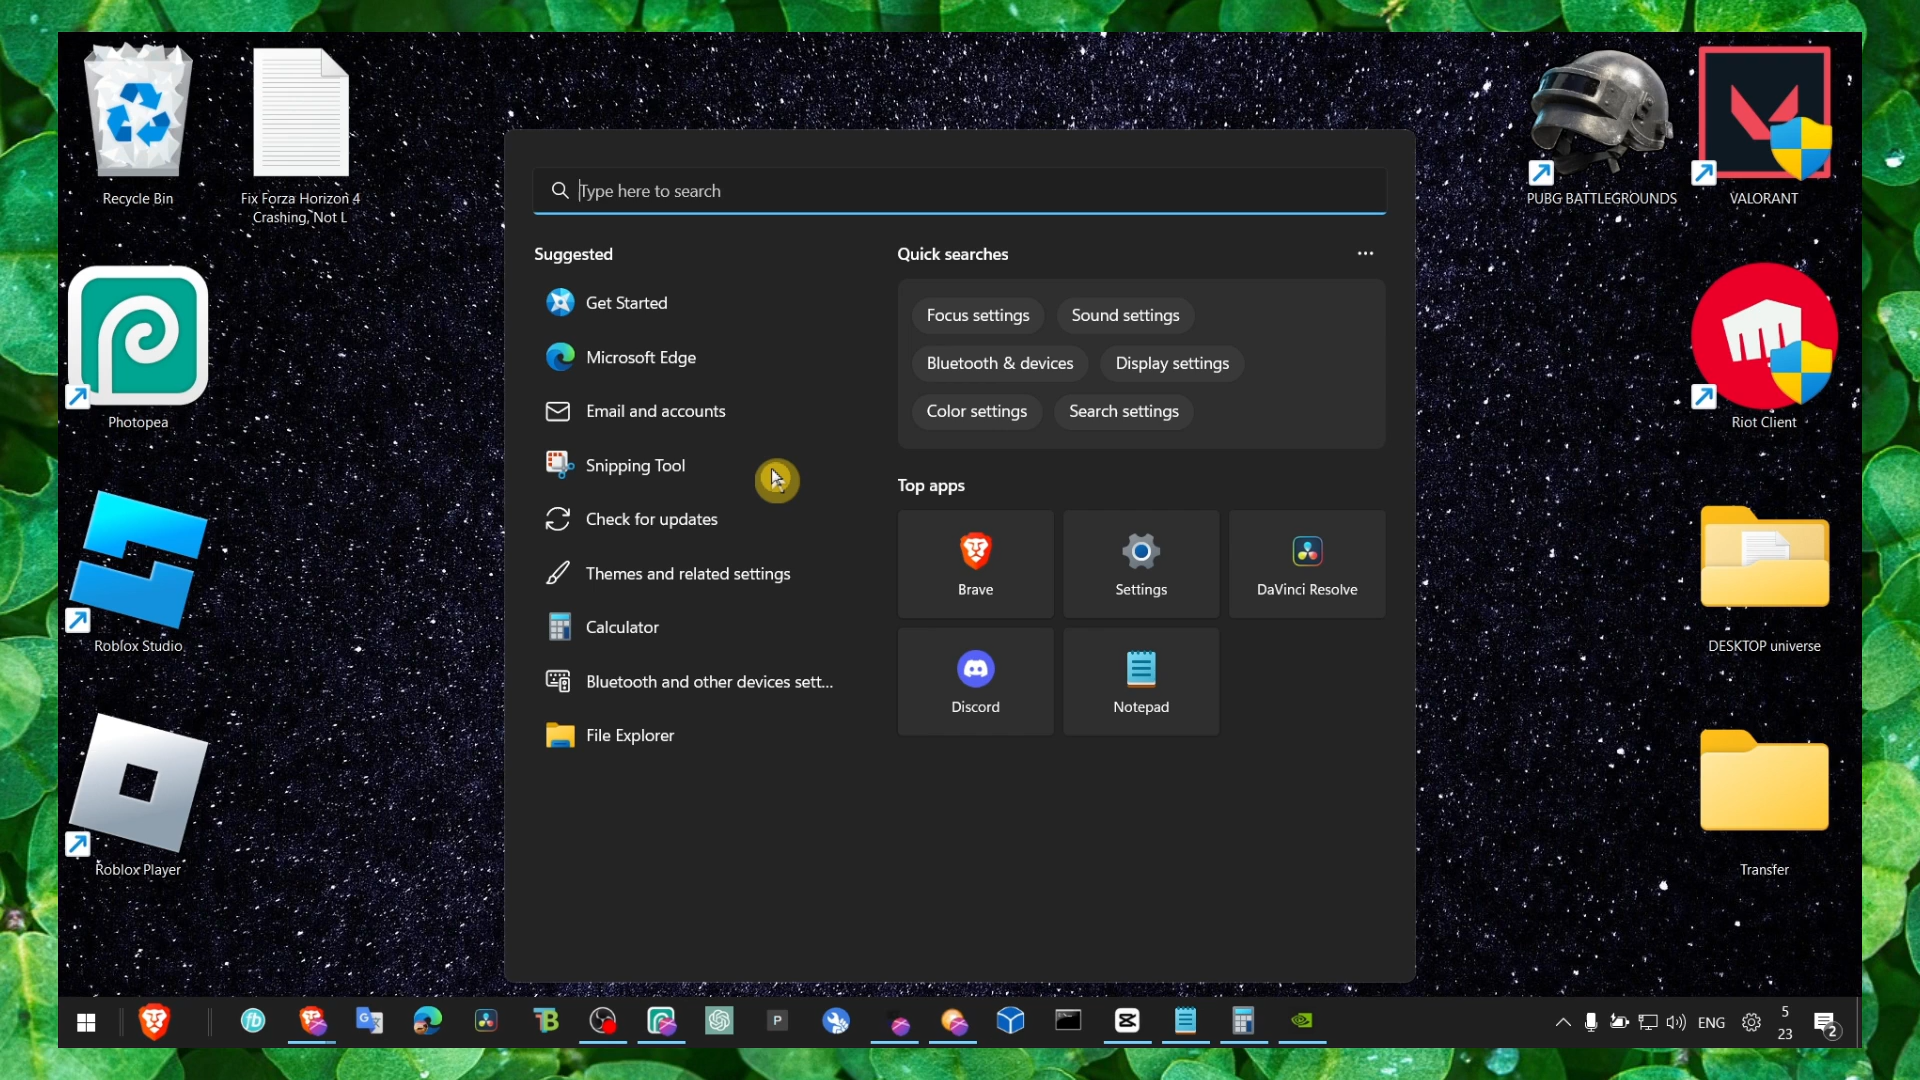 Recycle Bin
Fix Forza Horizon 4
Crashing, Not L
PUBG BATTLEGROUNDS
VALORANT
Type here to search
Suggested
Quick searches
Get Started
Microsoft Edge
Email and accounts
Snipping Tool
Check for updates
Themes and related settings
Calculator
Bluetooth and other devices sett...
File Explorer
Focus settings
Sound settings
Bluetooth & devices
Display settings
Color settings
Search settings
Top apps
Brave
Settings
DaVinci Resolve
Discord
Notepad
Photopea
Roblox Studio
Roblox Player
Riot Client
DESKTOP universe
Transfer
fb
G
TB
P
ENG
5
23
2